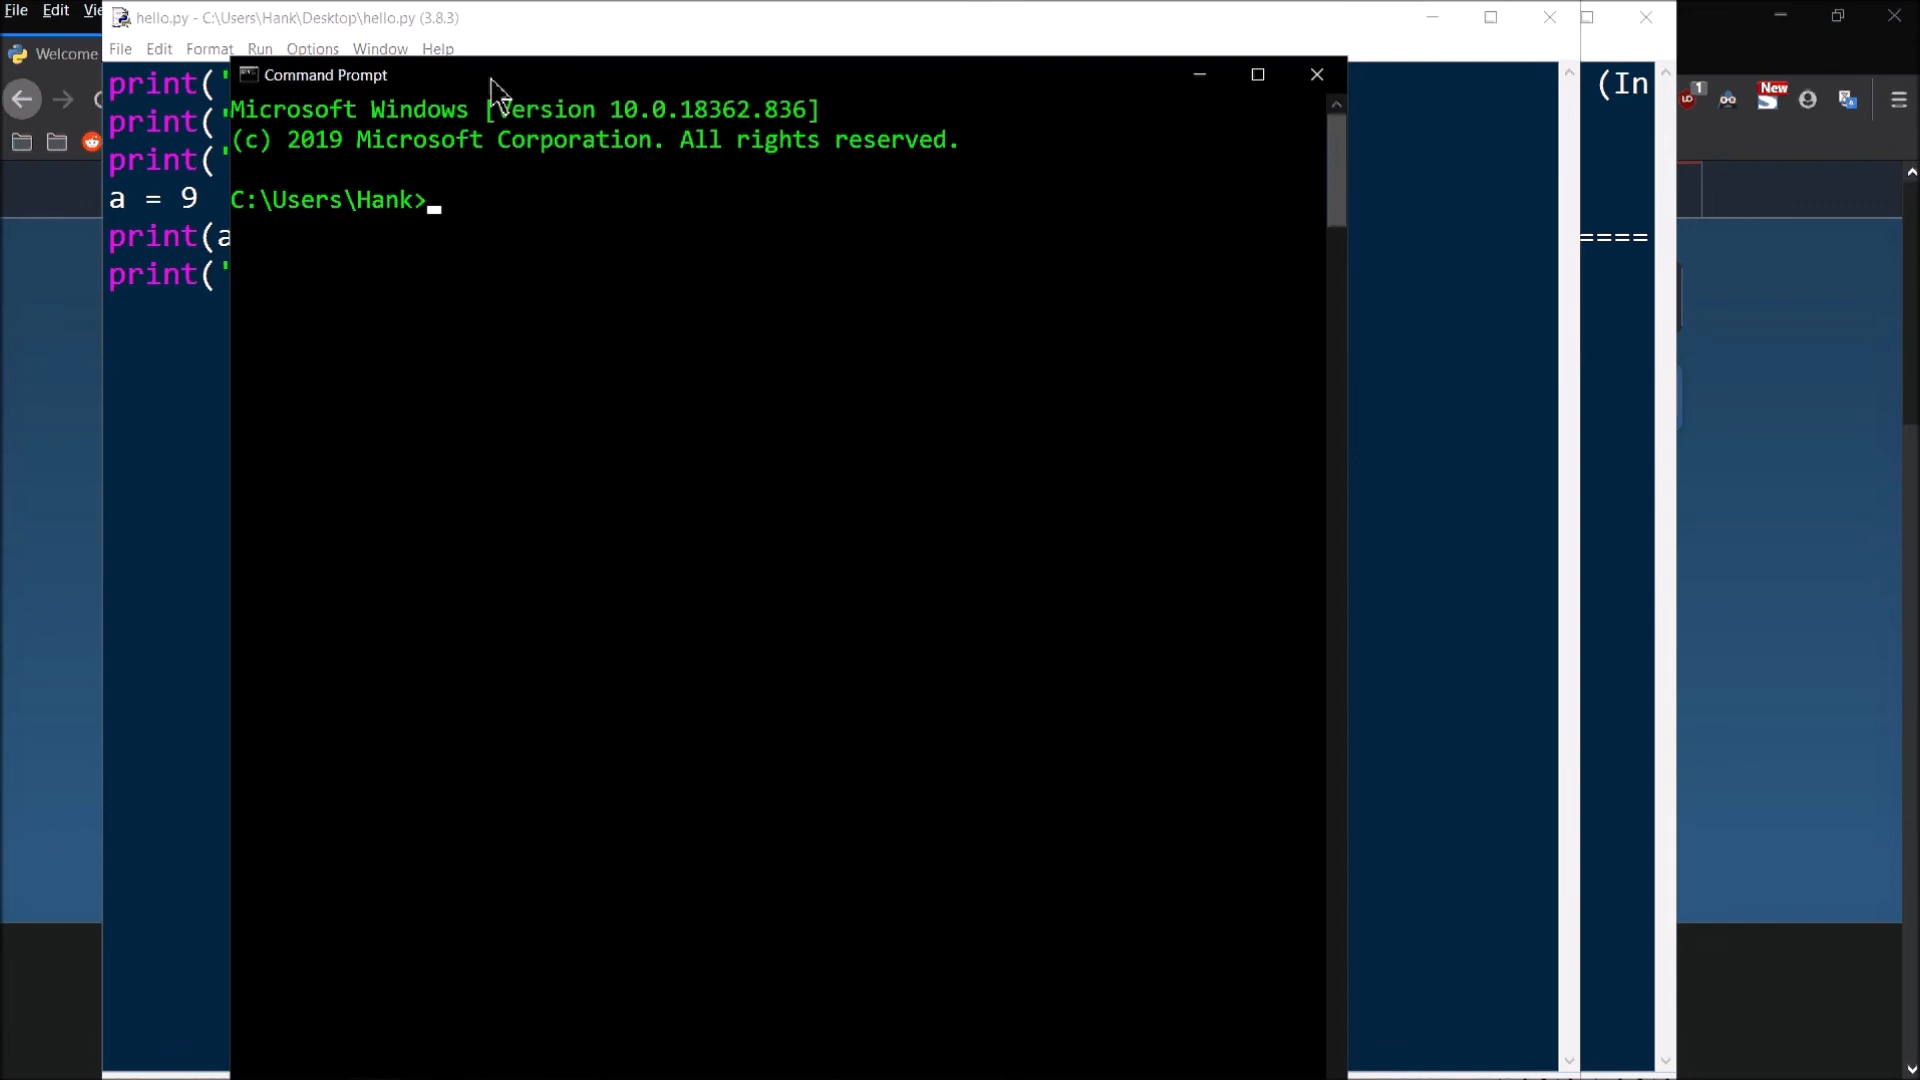 File Edit Vi
hello.py - C:\Users\Hank\Desktop\hello.py (3.8.3)
Welcome
File Edit Format Run Options Window Help
Command Prompt
print('
print('
print('
a = 9
print(a
print('
Microsoft Windows [Version 10.0.18362.836]
(c) 2019 Microsoft Corporation. All rights reserved.
C:\Users\Hank>
(In
====
1
New